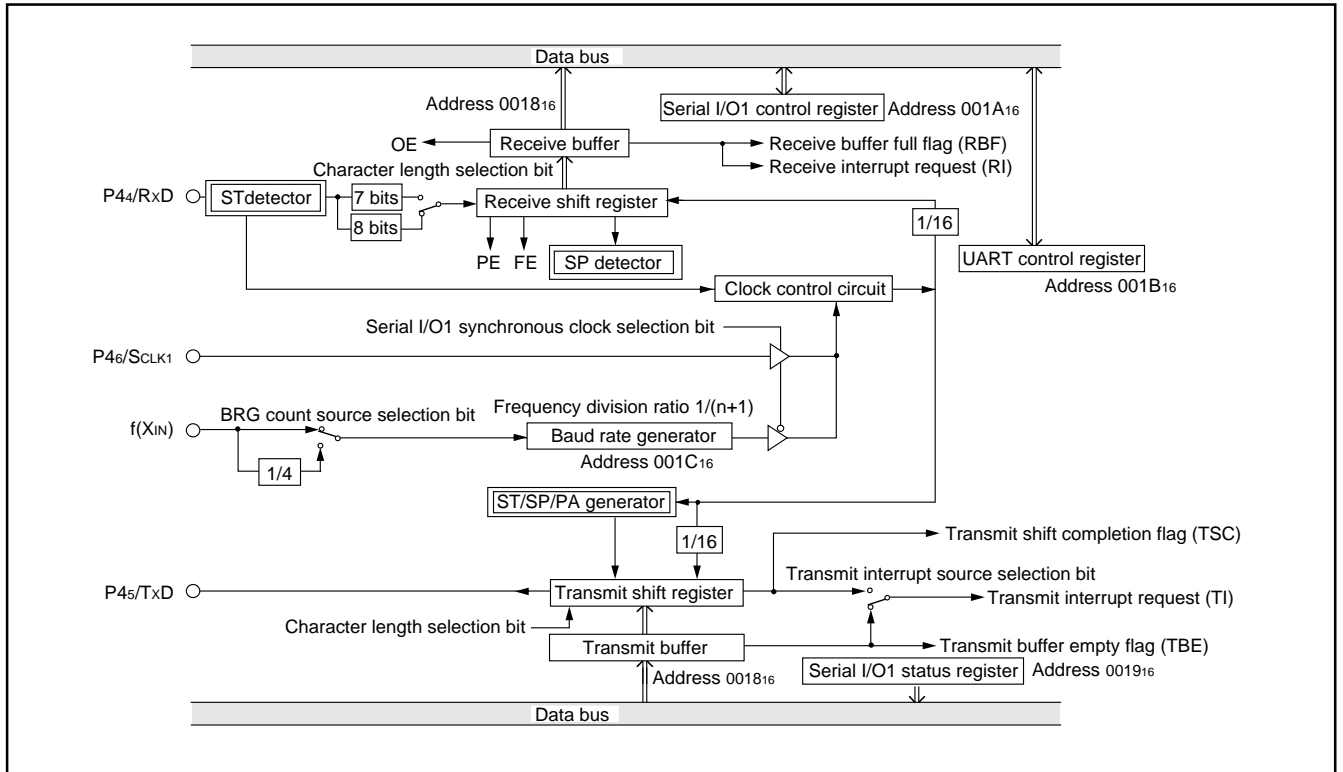 Data bus
Address 001816
Serial I/O1 control register Address 001A16
OE
Receive buffer
Receive buffer full flag (RBF)
Receive interrupt request (RI)
Character length selection bit
P44/RXD
STdetector
7 bits
8 bits
Receive shift register
1/16
PE FE
SP detector
UART control register
Address 001B16
Clock control circuit
Serial I/O1 synchronous clock selection bit
P46/SCLK1
BRG count source selection bit
Frequency division ratio 1/(n+1)
f(XIN)
Baud rate generator
Address 001C16
1/4
ST/SP/PA generator
1/16
Transmit shift completion flag (TSC)
Transmit interrupt source selection bit
P45/TXD
Transmit shift register
Transmit interrupt request (TI)
Character length selection bit
Transmit buffer
Transmit buffer empty flag (TBE)
Address 001816
Serial I/O1 status register Address 001916
Data bus